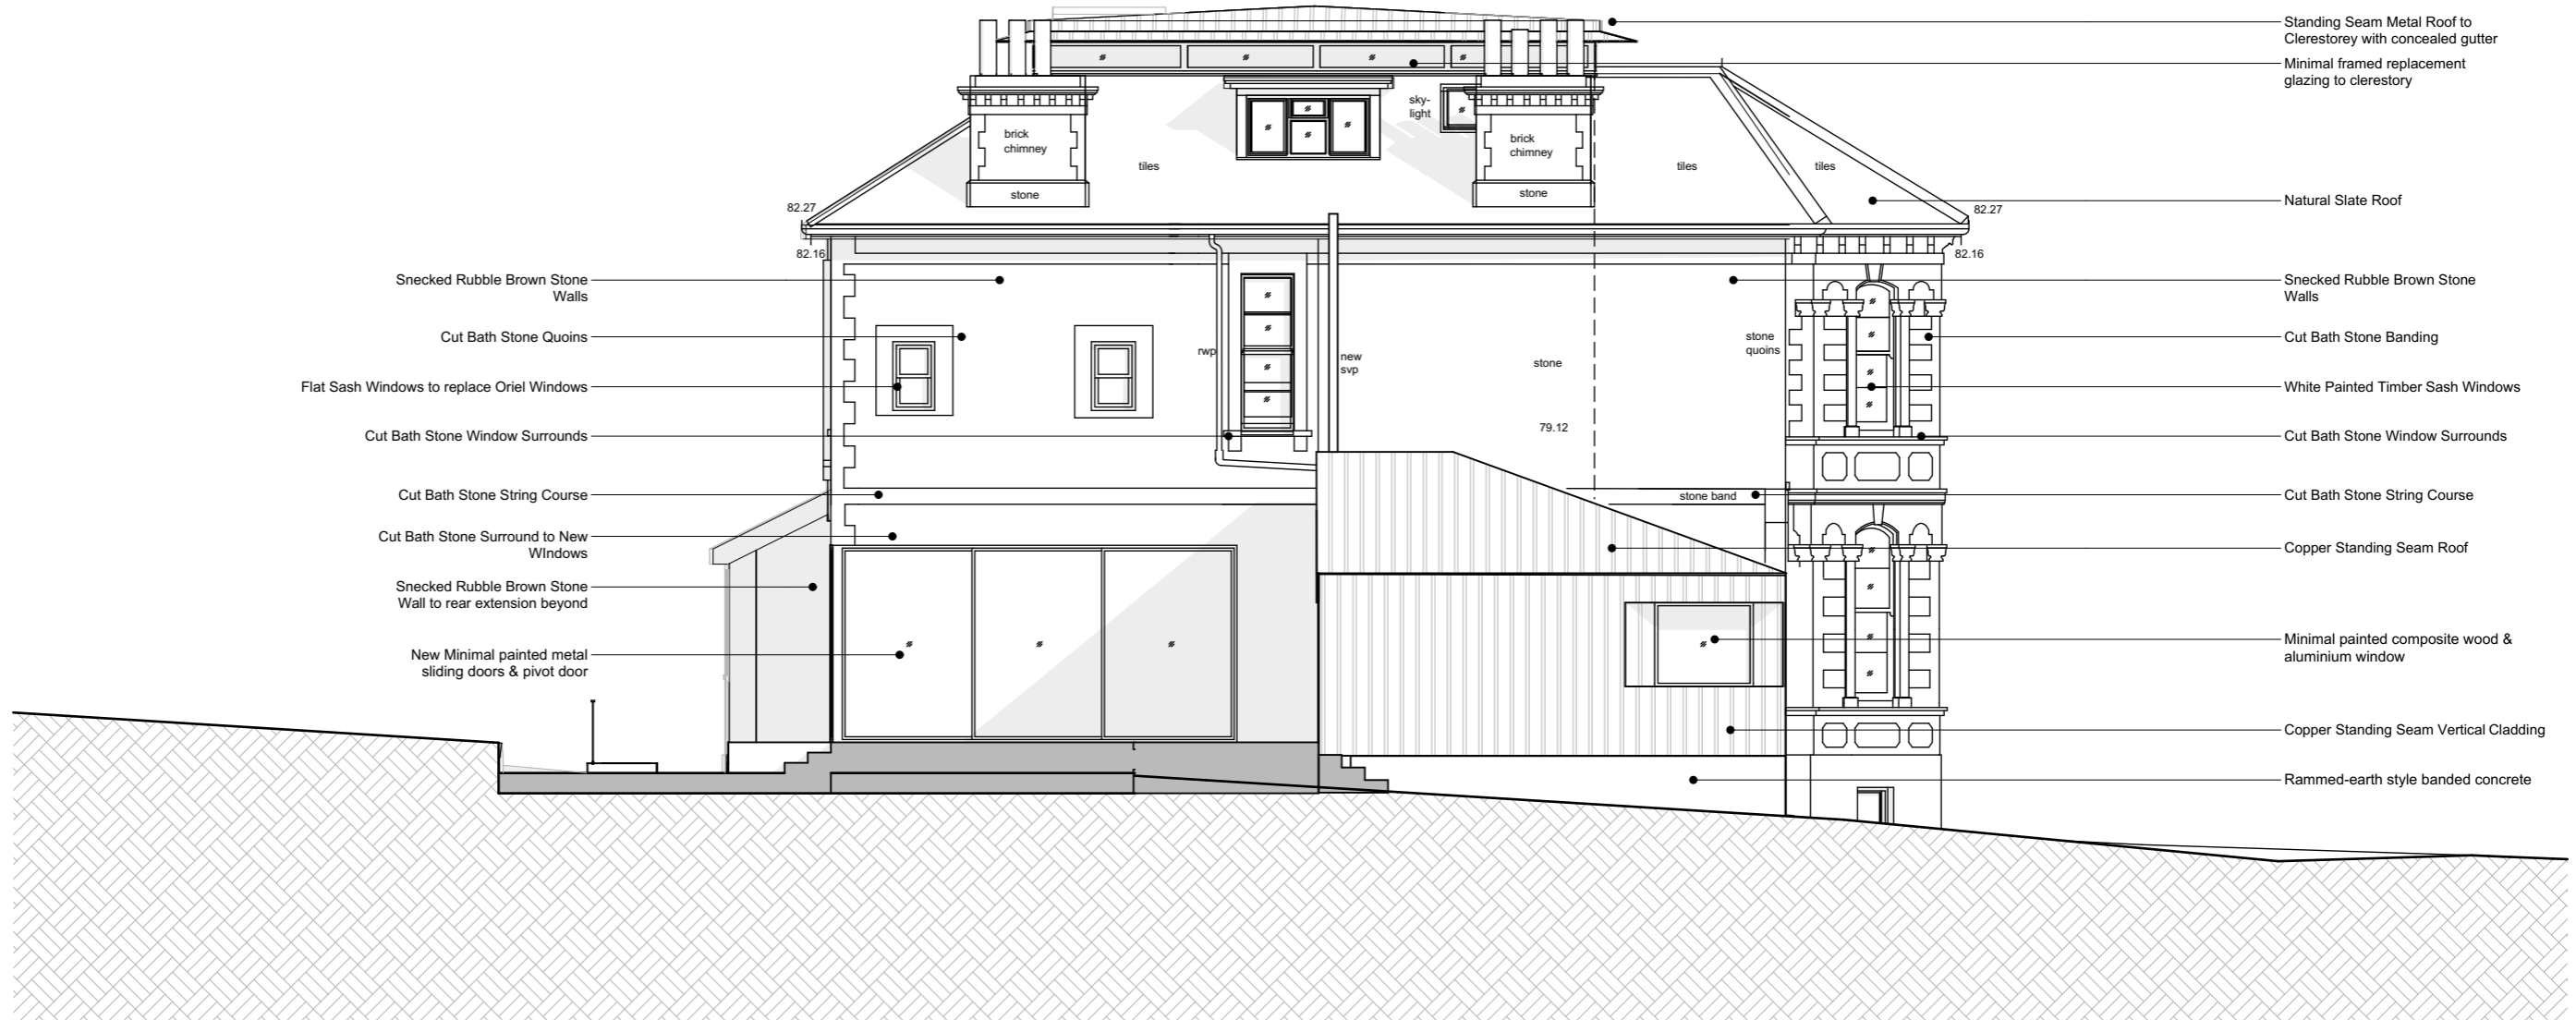 Standing Seam Metal Roof to
Clerestorey with concealed gutter
Minimal framed replacement
glazing to clerestory
sky-
light
brick
chimney
brick
chimney
tiles
tiles
tiles
stone
stone
Natural Slate Roof
82.27
82.27
82.16
82.16
Snecked Rubble Brown Stone
Walls
Snecked Rubble Brown Stone
Walls
Cut Bath Stone Quoins
stone
quoins
Cut Bath Stone Banding
rwp
new
svp
stone
Flat Sash Windows to replace Oriel Windows
White Painted Timber Sash Windows
79.12
Cut Bath Stone Window Surrounds
Cut Bath Stone Window Surrounds
Cut Bath Stone String Course
stone band
Cut Bath Stone String Course
Cut Bath Stone Surround to New
WIndows
Copper Standing Seam Roof
Snecked Rubble Brown Stone
Wall to rear extension beyond
Minimal painted composite wood &
aluminium window
New Minimal painted metal
sliding doors & pivot door
Copper Standing Seam Vertical Cladding
Rammed-earth style banded concrete